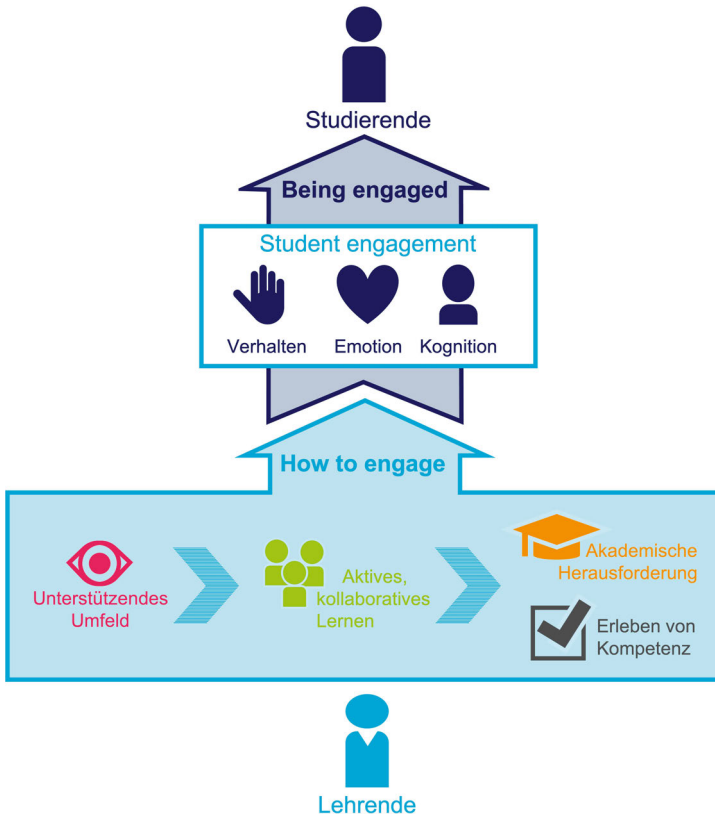 Studierende
Being engaged
Student engagement
Verhalten
Emotion
Kognition
How to engage
Unterstützendes
Umfeld
Aktives,
kollaboratives
Lernen
Akademische
Herausforderung
Erleben von
Kompetenz
Lehrende